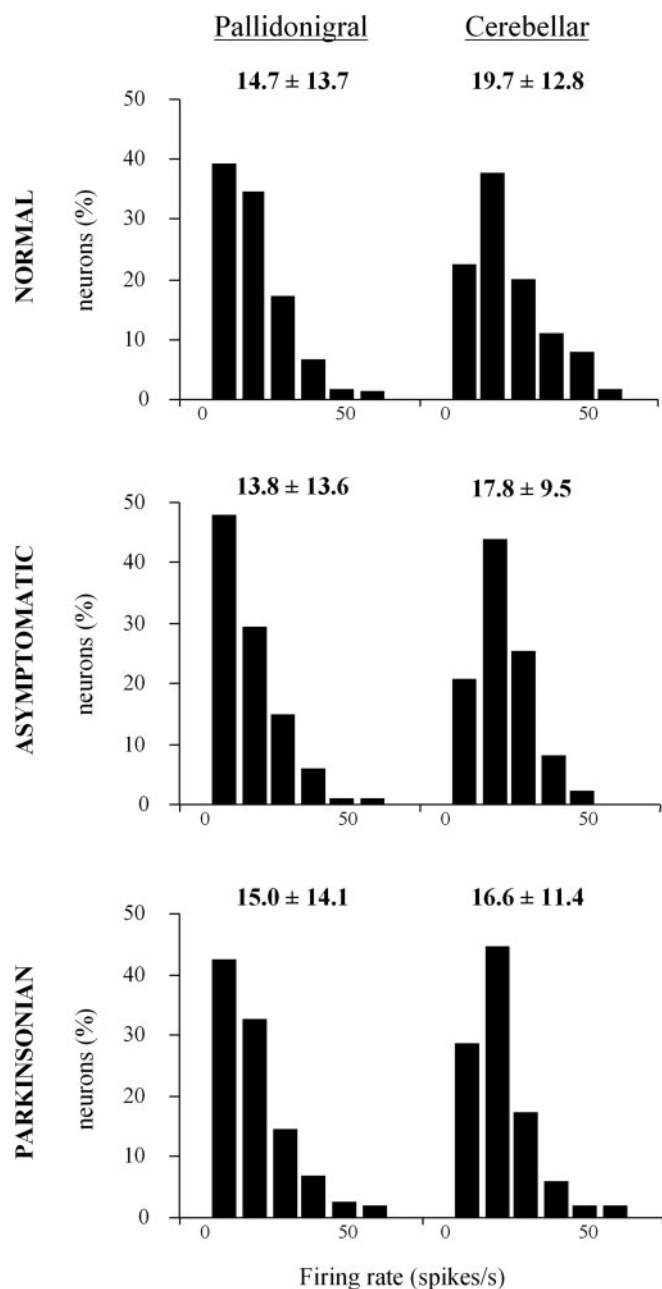 Pallidonigral Cerebellar
14.7 ± 13.7 19.7 ± 12.8
NORMAL
neurons (%)
50
40
30
20
10
0
0 50 0 50
13.8 ± 13.6 17.8 ± 9.5
ASYMPTOMATIC
neurons (%)
50
40
30
20
10
0
0 50 0 50
15.0 ± 14.1 16.6 ± 11.4
PARKINSONIAN
neurons (%)
50
40
30
20
10
0
0 50 0 50
Firing rate (spikes/s)